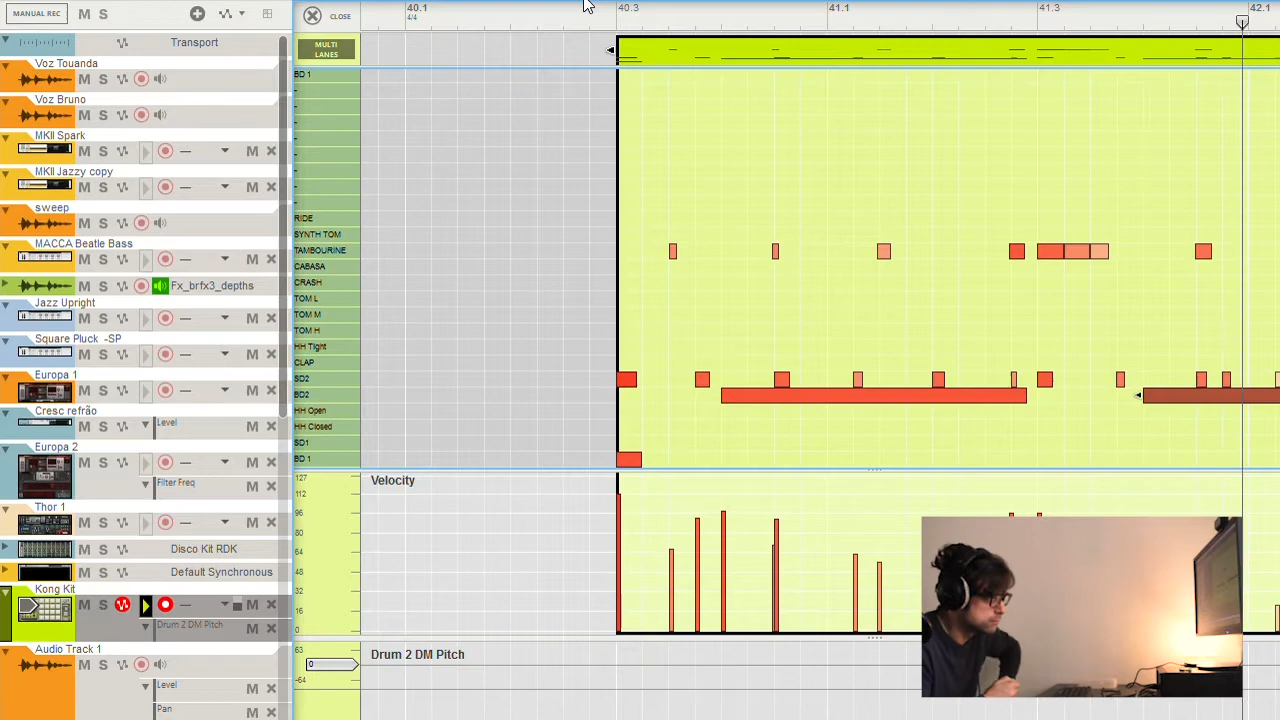 MANUAL REC
M S
CLOSE
40.1
4/4
40.3
41.1
41.3
42.1
Transport
MULTI
LANES
Voz Touanda
M S
Voz Bruno
M S
MKII Spark
M S M
MKII Jazzy copy
M S M
sweep
M S
MACCA Beatle Bass
M S M
M S Fx_brfx3_depths
Jazz Upright
M S M
Square Pluck -SP
M S M
Europa 1
M S M
Cresc refrão
M S Level M
Europa 2
M S M
Filter Freq M
Thor 1
M S M
M S Disco Kit RDK
M S Default Synchronous
Kong Kit
M S M
Drum 2 DM Pitch M
Audio Track 1
M S
Level M
Pan M
BD 1
-
-
-
-
-
-
-
-
RIDE
SYNTH TOM
TAMBOURINE
CABASA
CRASH
TOM L
TOM M
TOM H
HH Tight
CLAP
SD2
BD2
HH Open
HH Closed
SD1
BD 1
Velocity
127
112
96
80
64
48
32
16
0
Drum 2 DM Pitch
63
0
-64